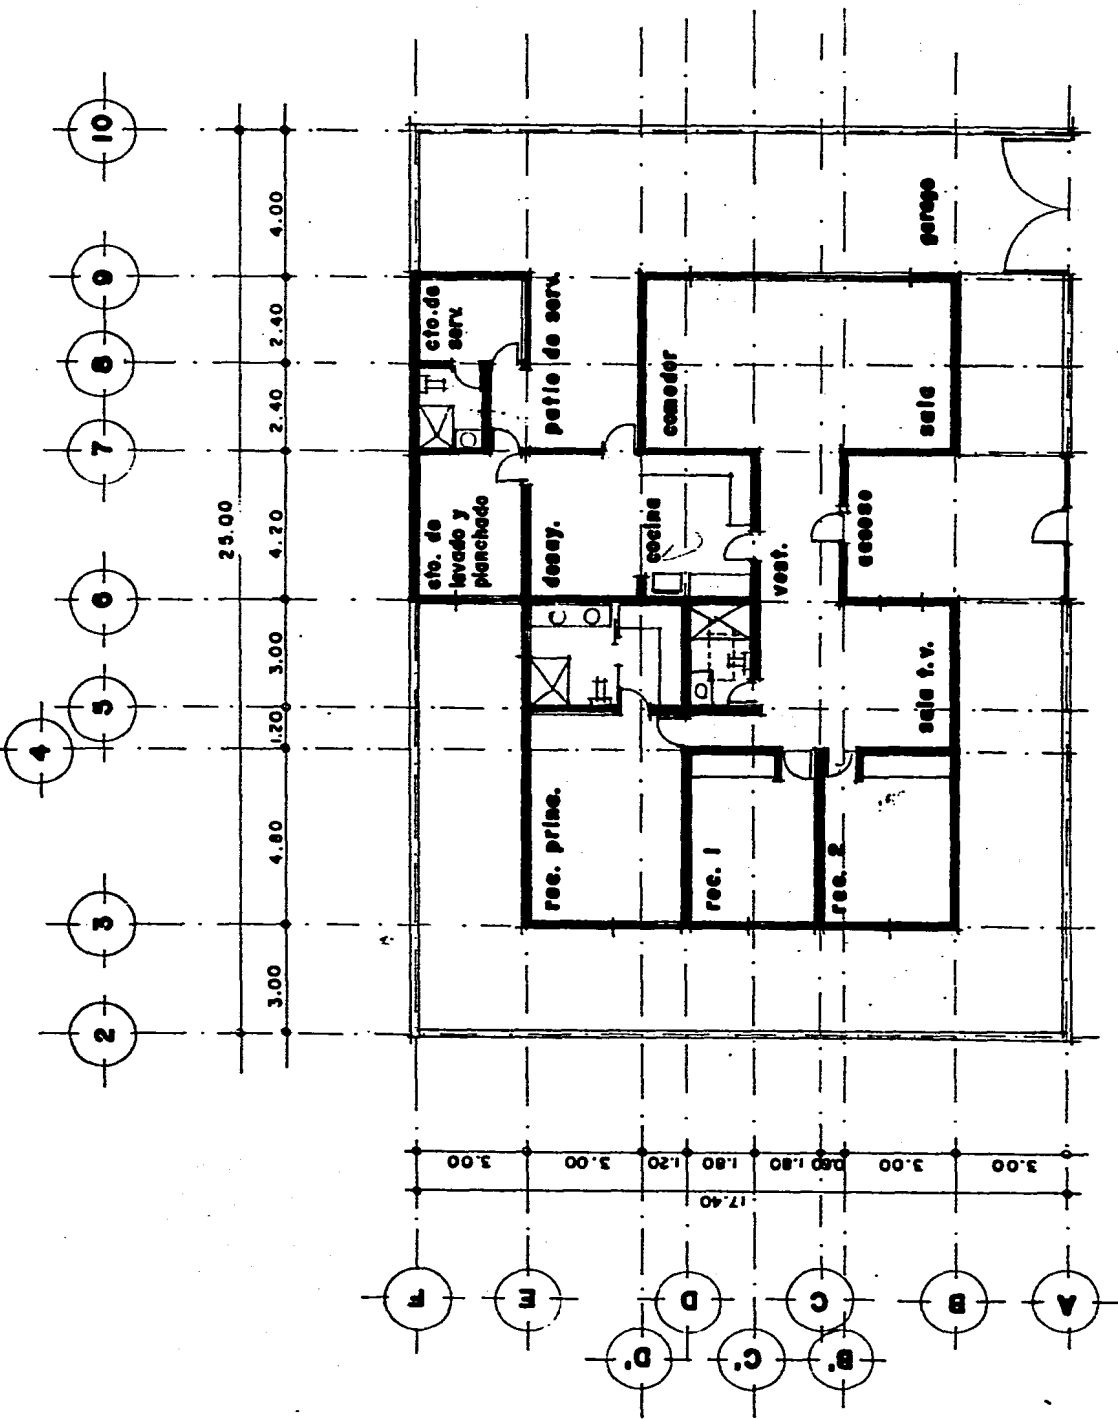 10
9
8
7
6
5
4
3
2
25.00
4.00
2.40
2.40
4.20
3.00
1.20
4.80
3.00
cto. de
serv.
patio de serv.
comedor
sala
garage
cto. de
lavado y
planchado
desay.
cocina
vest.
acceso
sala t.v.
rec. princ.
rec. 1
rec. 2
3.00
3.00
1.20
1.80
1.80
0.60
3.00
3.00
17.40
F
E
D'
D
C'
C
B'
B
A